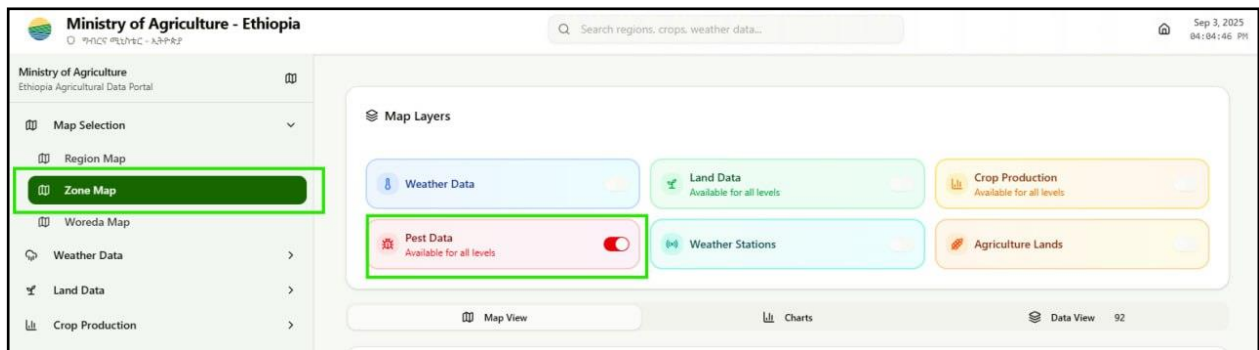 Ministry of Agriculture - Ethiopia
ግብርና ሚኒስቴር - ኢትዮጵያ
Search regions, crops, weather data...
Sep 3, 2025
04:04:46 PM
Ministry of Agriculture
Ethiopia Agricultural Data Portal
Map Selection
Region Map
Zone Map
Woreda Map
Weather Data
Land Data
Crop Production
Map Layers
Weather Data
Land Data
Available for all levels
Crop Production
Available for all levels
Pest Data
Available for all levels
Weather Stations
Agriculture Lands
Map View
Charts
Data View 92